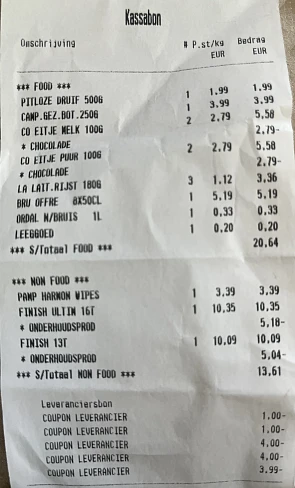 Kassabon
Omschrijving # P.st/kg Bedrag
EUR EUR
*** FOOD ***
PITLOZE DRUIF 500G 1 1.99 1.99
CAMP.GEZ.BOT.250G 1 3.99 3.99
CO EITJE MELK 100G 2 2,79 5,58
* CHOCOLADE 2,79-
CO EITJE PUUR 100G 2 2,79 5,58
* CHOCOLADE 2,79-
LA LAIT.RIJST 180G 3 1,12 3,36
BRU OFFRE 8X50CL 1 5,19 5,19
ORDAL N/BRUIS 1L 1 0,33 0,33
LEEGGOED 1 0,20 0,20
*** S/Totaal FOOD *** 20,64
*** NON FOOD ***
PAMP HARMON WIPES 1 3,39 3,39
FINISH ULTIM 16T 1 10,35 10,35
* ONDERHOUDSPROD 5,18-
FINISH 13T 1 10,09 10,09
* ONDERHOUDSPROD 5,04-
*** S/Totaal NON FOOD *** 13,61
Leveranciersbon
COUPON LEVERANCIER 1,00-
COUPON LEVERANCIER 1,00-
COUPON LEVERANCIER 4,00-
COUPON LEVERANCIER 4,00-
COUPON LEVERANCIER 3,99-